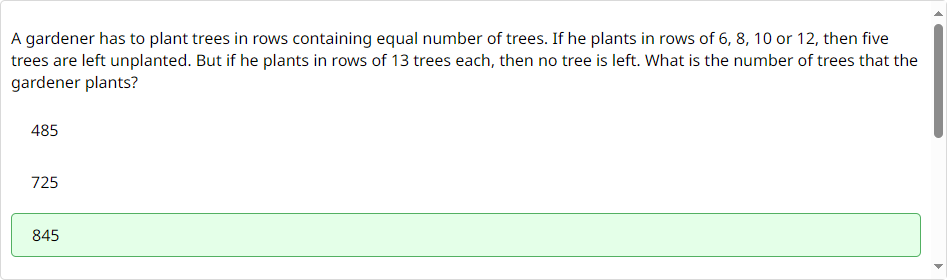 A gardener has to plant trees in rows containing equal number of trees. If he plants in rows of 6, 8, 10 or 12, then five
trees are left unplanted. But if he plants in rows of 13 trees each, then no tree is left. What is the number of trees that the
gardener plants?
485
725
845